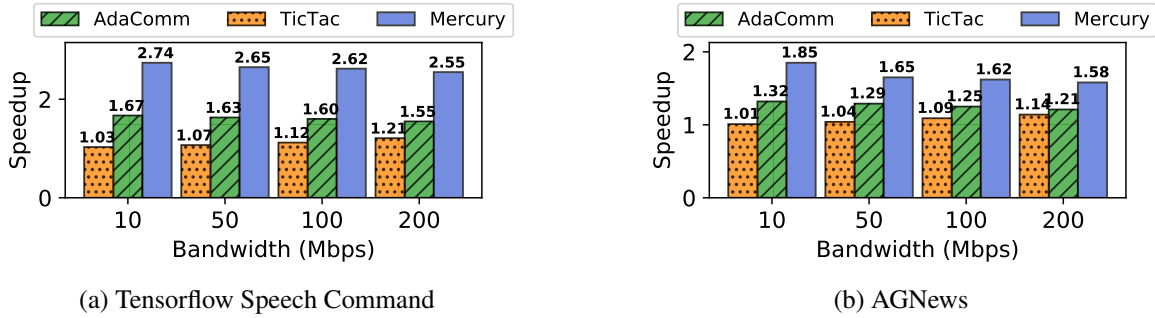 AdaComm TicTac Mercury
2.74 2.65 2.62 2.55
1.67 1.63 1.60 1.55
1.03 1.07 1.12 1.21
Speedup
2
0
10 50 100 200
Bandwidth (Mbps)
(a) Tensorflow Speech Command
AdaComm TicTac Mercury
1.85 1.65 1.62 1.58
1.32 1.29 1.25 1.21
1.01 1.04 1.09 1.14
Speedup
2
1
0
10 50 100 200
Bandwidth (Mbps)
(b) AGNews